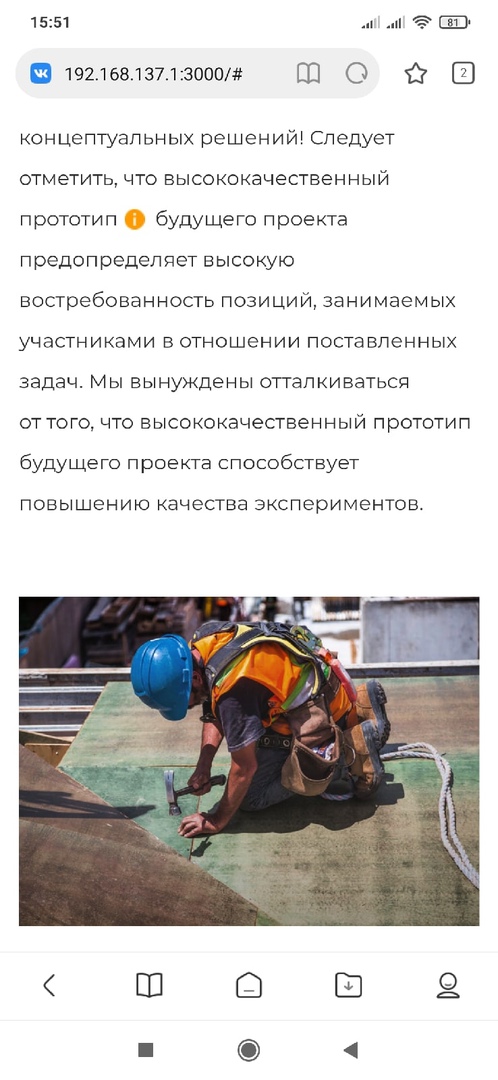 15:51
81
192.168.137.1:3000/#
2
концептуальных решений! Следует
отметить, что высококачественный
прототип i будущего проекта
предопределяет высокую
востребованность позиций, занимаемых
участниками в отношении поставленных
задач. Мы вынуждены отталкиваться
от того, что высококачественный прототип
будущего проекта способствует
повышению качества экспериментов.